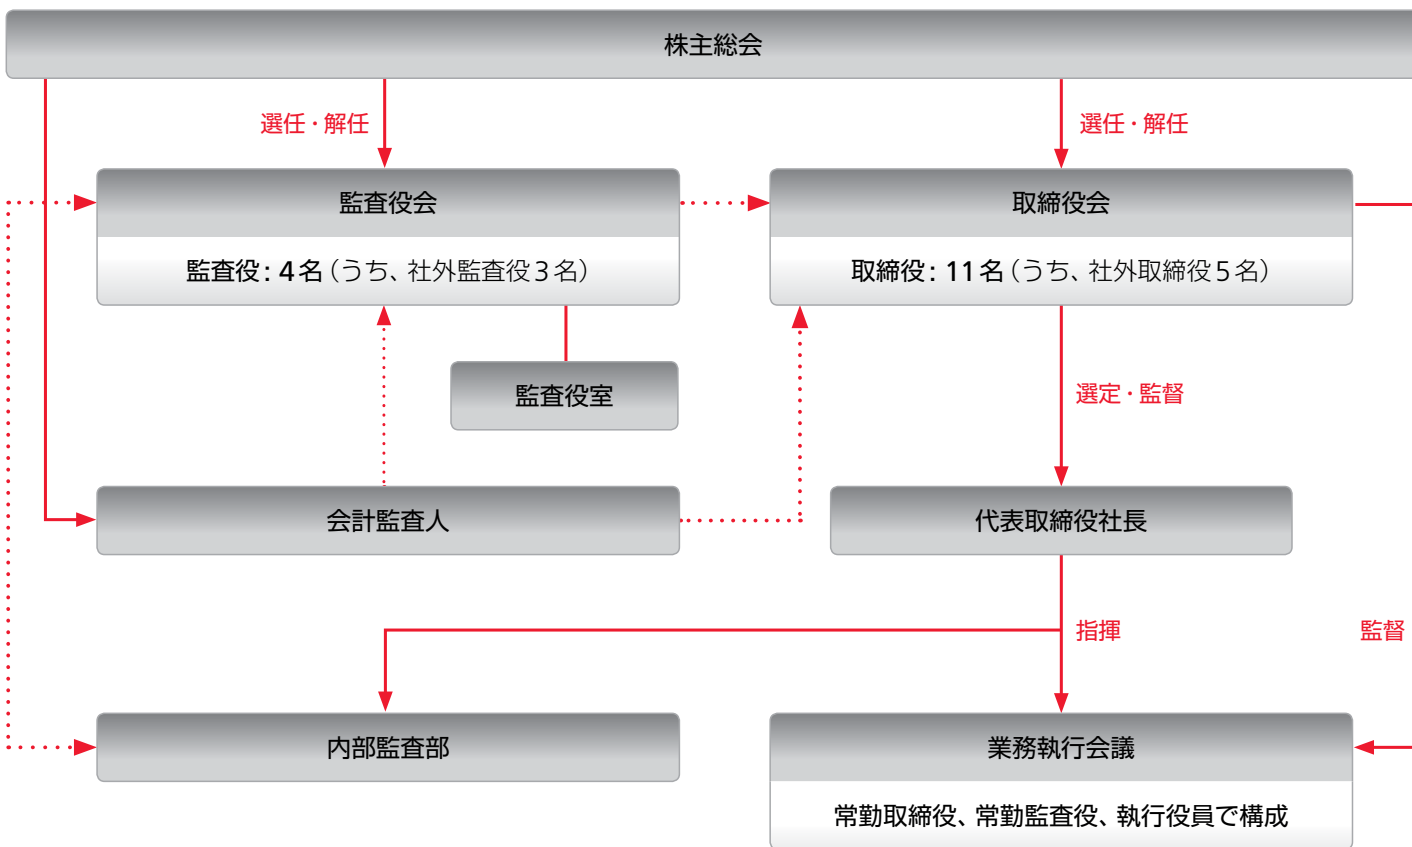 株主総会
選任・解任
選任・解任
監査役会
取締役会
監査役：4名（うち、社外監査役3名）
取締役：11名（うち、社外取締役5名）
監査役室
選定・監督
会計監査人
代表取締役社長
指揮
監督
内部監査部
業務執行会議
常勤取締役、常勤監査役、執行役員で構成